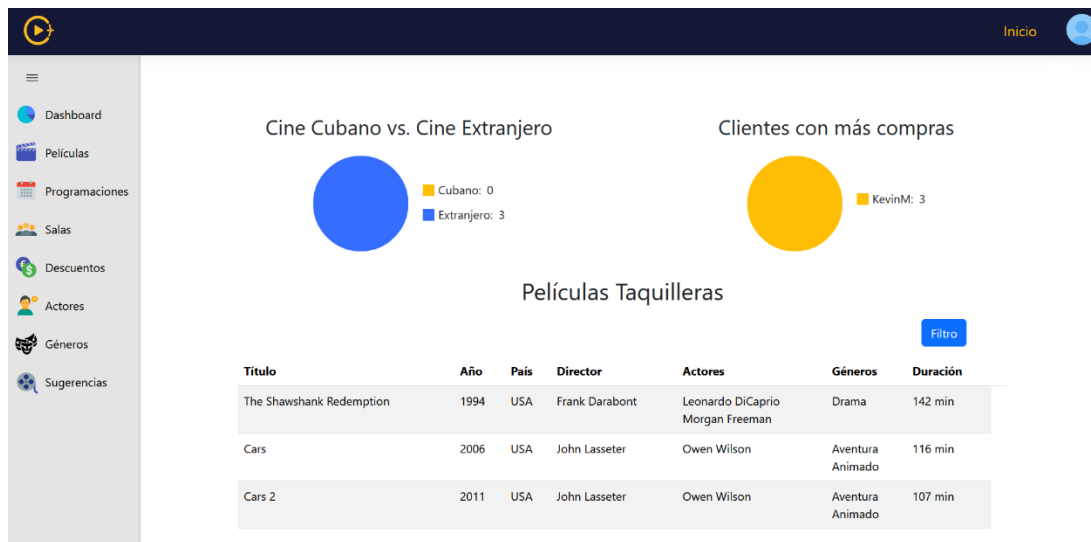 Inicio
Dashboard
Películas
Programaciones
Salas
Descuentos
Actores
Géneros
Sugerencias
Cine Cubano vs. Cine Extranjero
Cubano: 0
Extranjero: 3
Clientes con más compras
KevinM: 3
Películas Taquilleras
Filtro
Título Año País Director Actores Géneros Duración
The Shawshank Redemption 1994 USA Frank Darabont Leonardo DiCaprio Drama 142 min
Morgan Freeman
Cars 2006 USA John Lasseter Owen Wilson Aventura 116 min
Animado
Cars 2 2011 USA John Lasseter Owen Wilson Aventura 107 min
Animado